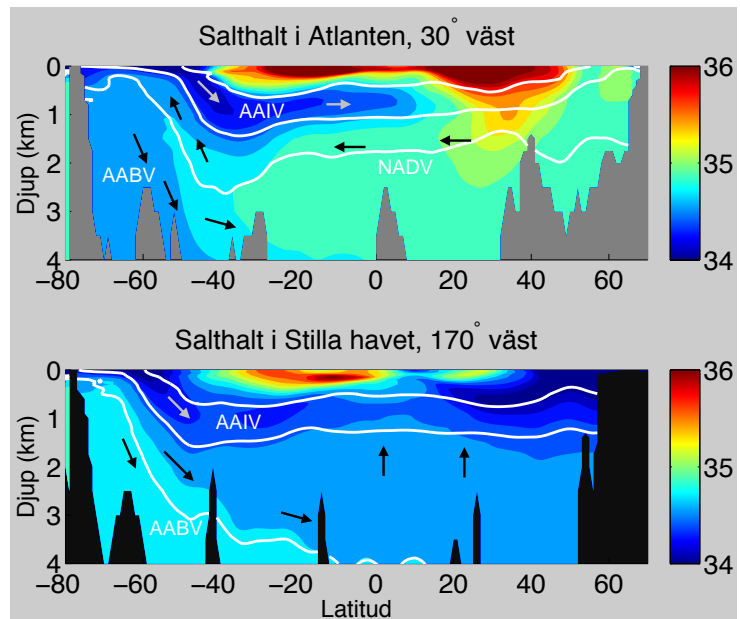 Salthalt i Atlanten, 30° väst
0
1
2
3
4
Djup (km)
AAIV
AABV
NADV
−80 −60 −40 −20 0 20 40 60
36
35
34
Salthalt i Stilla havet, 170° väst
0
1
2
3
4
Djup (km)
AAIV
AABV
−80 −60 −40 −20 0 20 40 60
Latitud
36
35
34